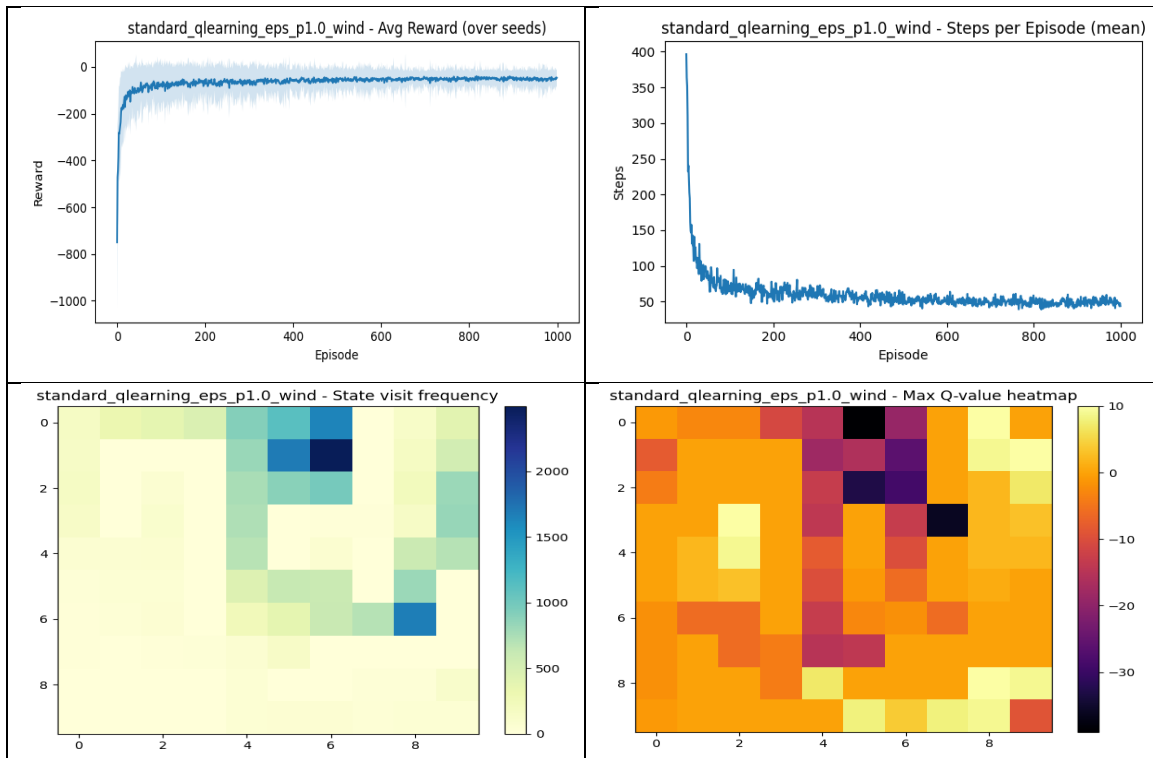 standard_qlearning_eps_p1.0_wind - Avg Reward (over seeds)
0
−200
−400
−600
−800
−1000
Reward
0 200 400 600 800 1000
Episode
standard_qlearning_eps_p1.0_wind - Steps per Episode (mean)
400
350
300
250
200
150
100
50
Steps
0 200 400 600 800 1000
Episode
standard_qlearning_eps_p1.0_wind - State visit frequency
0
2
4
6
8
0 2 4 6 8
2000
1500
1000
500
0
standard_qlearning_eps_p1.0_wind - Max Q-value heatmap
0
2
4
6
8
0 2 4 6 8
10
0
−10
−20
−30